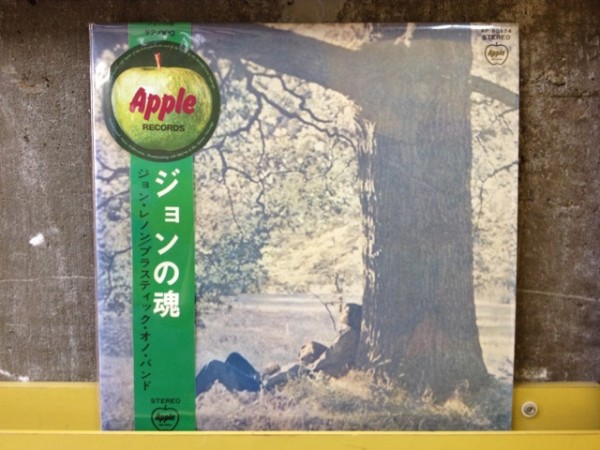 Apple
RECORDS
ジョンの魂
ジョン・レノン/プラスティック・オノ・バンド
STEREO
Apple
STEREO
Apple